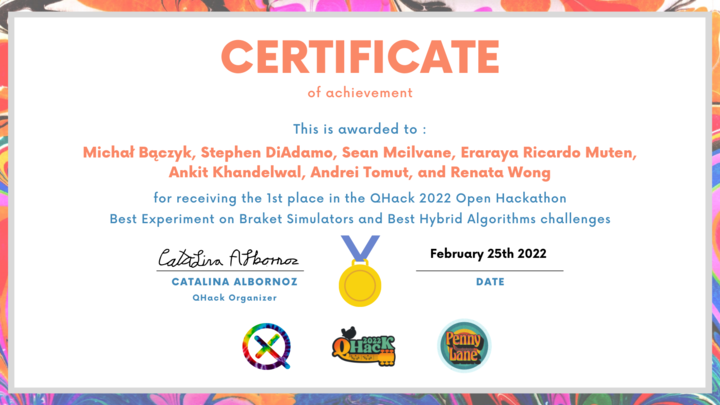 CERTIFICATE
of achievement
This is awarded to :
Michał Bączyk, Stephen DiAdamo, Sean Mcilvane, Eraraya Ricardo Muten,
Ankit Khandelwal, Andrei Tomut, and Renata Wong
for receiving the 1st place in the QHack 2022 Open Hackathon
Best Experiment on Braket Simulators and Best Hybrid Algorithms challenges
Catalina Albornoz
February 25th 2022
CATALINA ALBORNOZ
DATE
QHack Organizer
2022
QHack
Penny
Lane